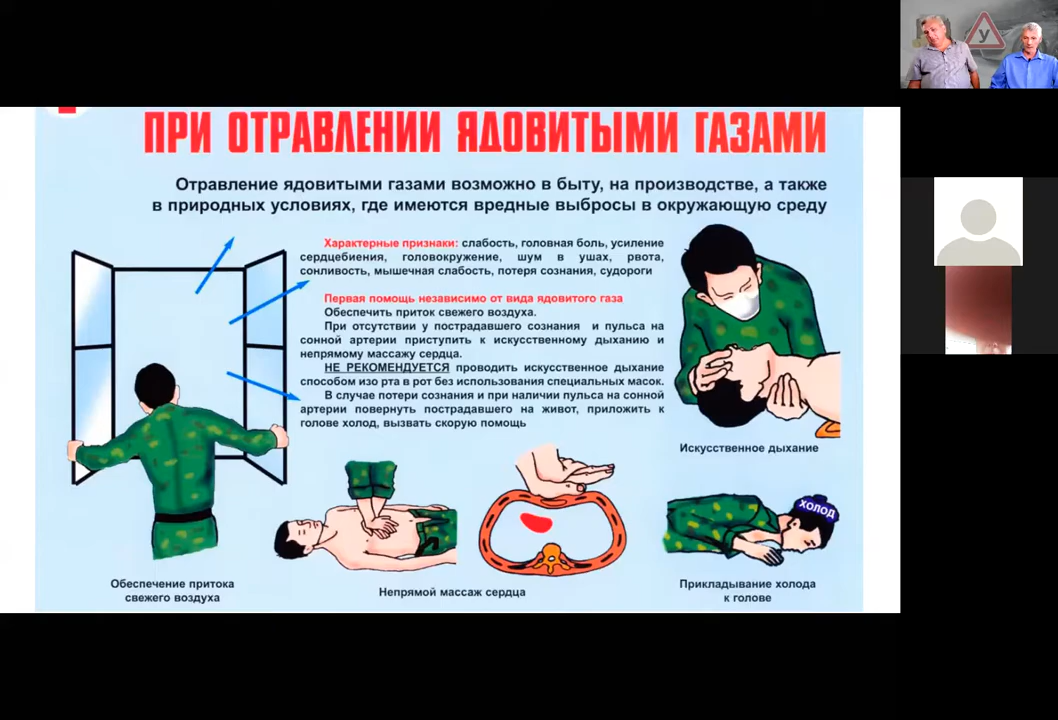 ПРИ ОТРАВЛЕНИИ ЯДОВИТЫМИ ГАЗАМИ
Отравление ядовитыми газами возможно в быту, на производстве, а также
в природных условиях, где имеются вредные выбросы в окружающую среду
Характерные признаки: слабость, головная боль, усиление
сердцебиения, головокружение, шум в ушах, рвота,
сонливость, мышечная слабость, потеря сознания, судороги
Первая помощь независимо от вида ядовитого газа
Обеспечить приток свежего воздуха.
При отсутствии у пострадавшего сознания и пульса на
сонной артерии приступить к искусственному дыханию и
непрямому массажу сердца.
НЕ РЕКОМЕНДУЕТСЯ проводить искусственное дыхание
способом изо рта в рот без использования специальных масок.
В случае потери сознания и при наличии пульса на сонной
артерии повернуть пострадавшего на живот, приложить к
голове холод, вызвать скорую помощь
Искусственное дыхание
ХОЛОД
Обеспечение притока
свежего воздуха
Непрямой массаж сердца
Прикладывание холода
к голове
У